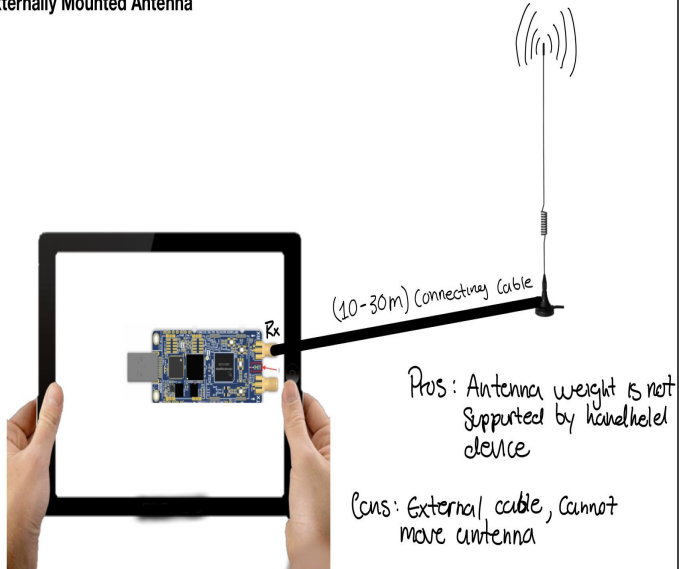 xternally Mounted Antenna
Rx
(10-30m) Connecting Cable
Pros: Antenna weight is not
supported by handheld
device
Cons: External cable, Cannot
move antenna